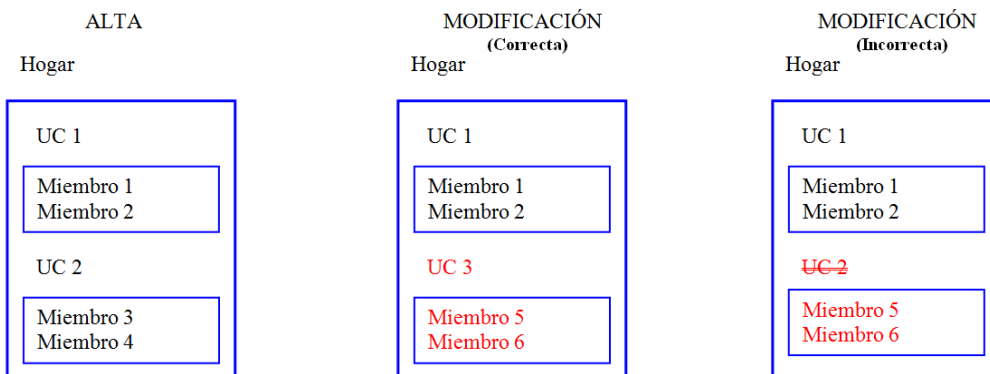 ALTA
Hogar
UC 1
Miembro 1
Miembro 2
UC 2
Miembro 3
Miembro 4
MODIFICACIÓN
(Correcta)
Hogar
UC 1
Miembro 1
Miembro 2
UC 3
Miembro 5
Miembro 6
MODIFICACIÓN
(Incorrecta)
Hogar
UC 1
Miembro 1
Miembro 2
UC 2
Miembro 5
Miembro 6